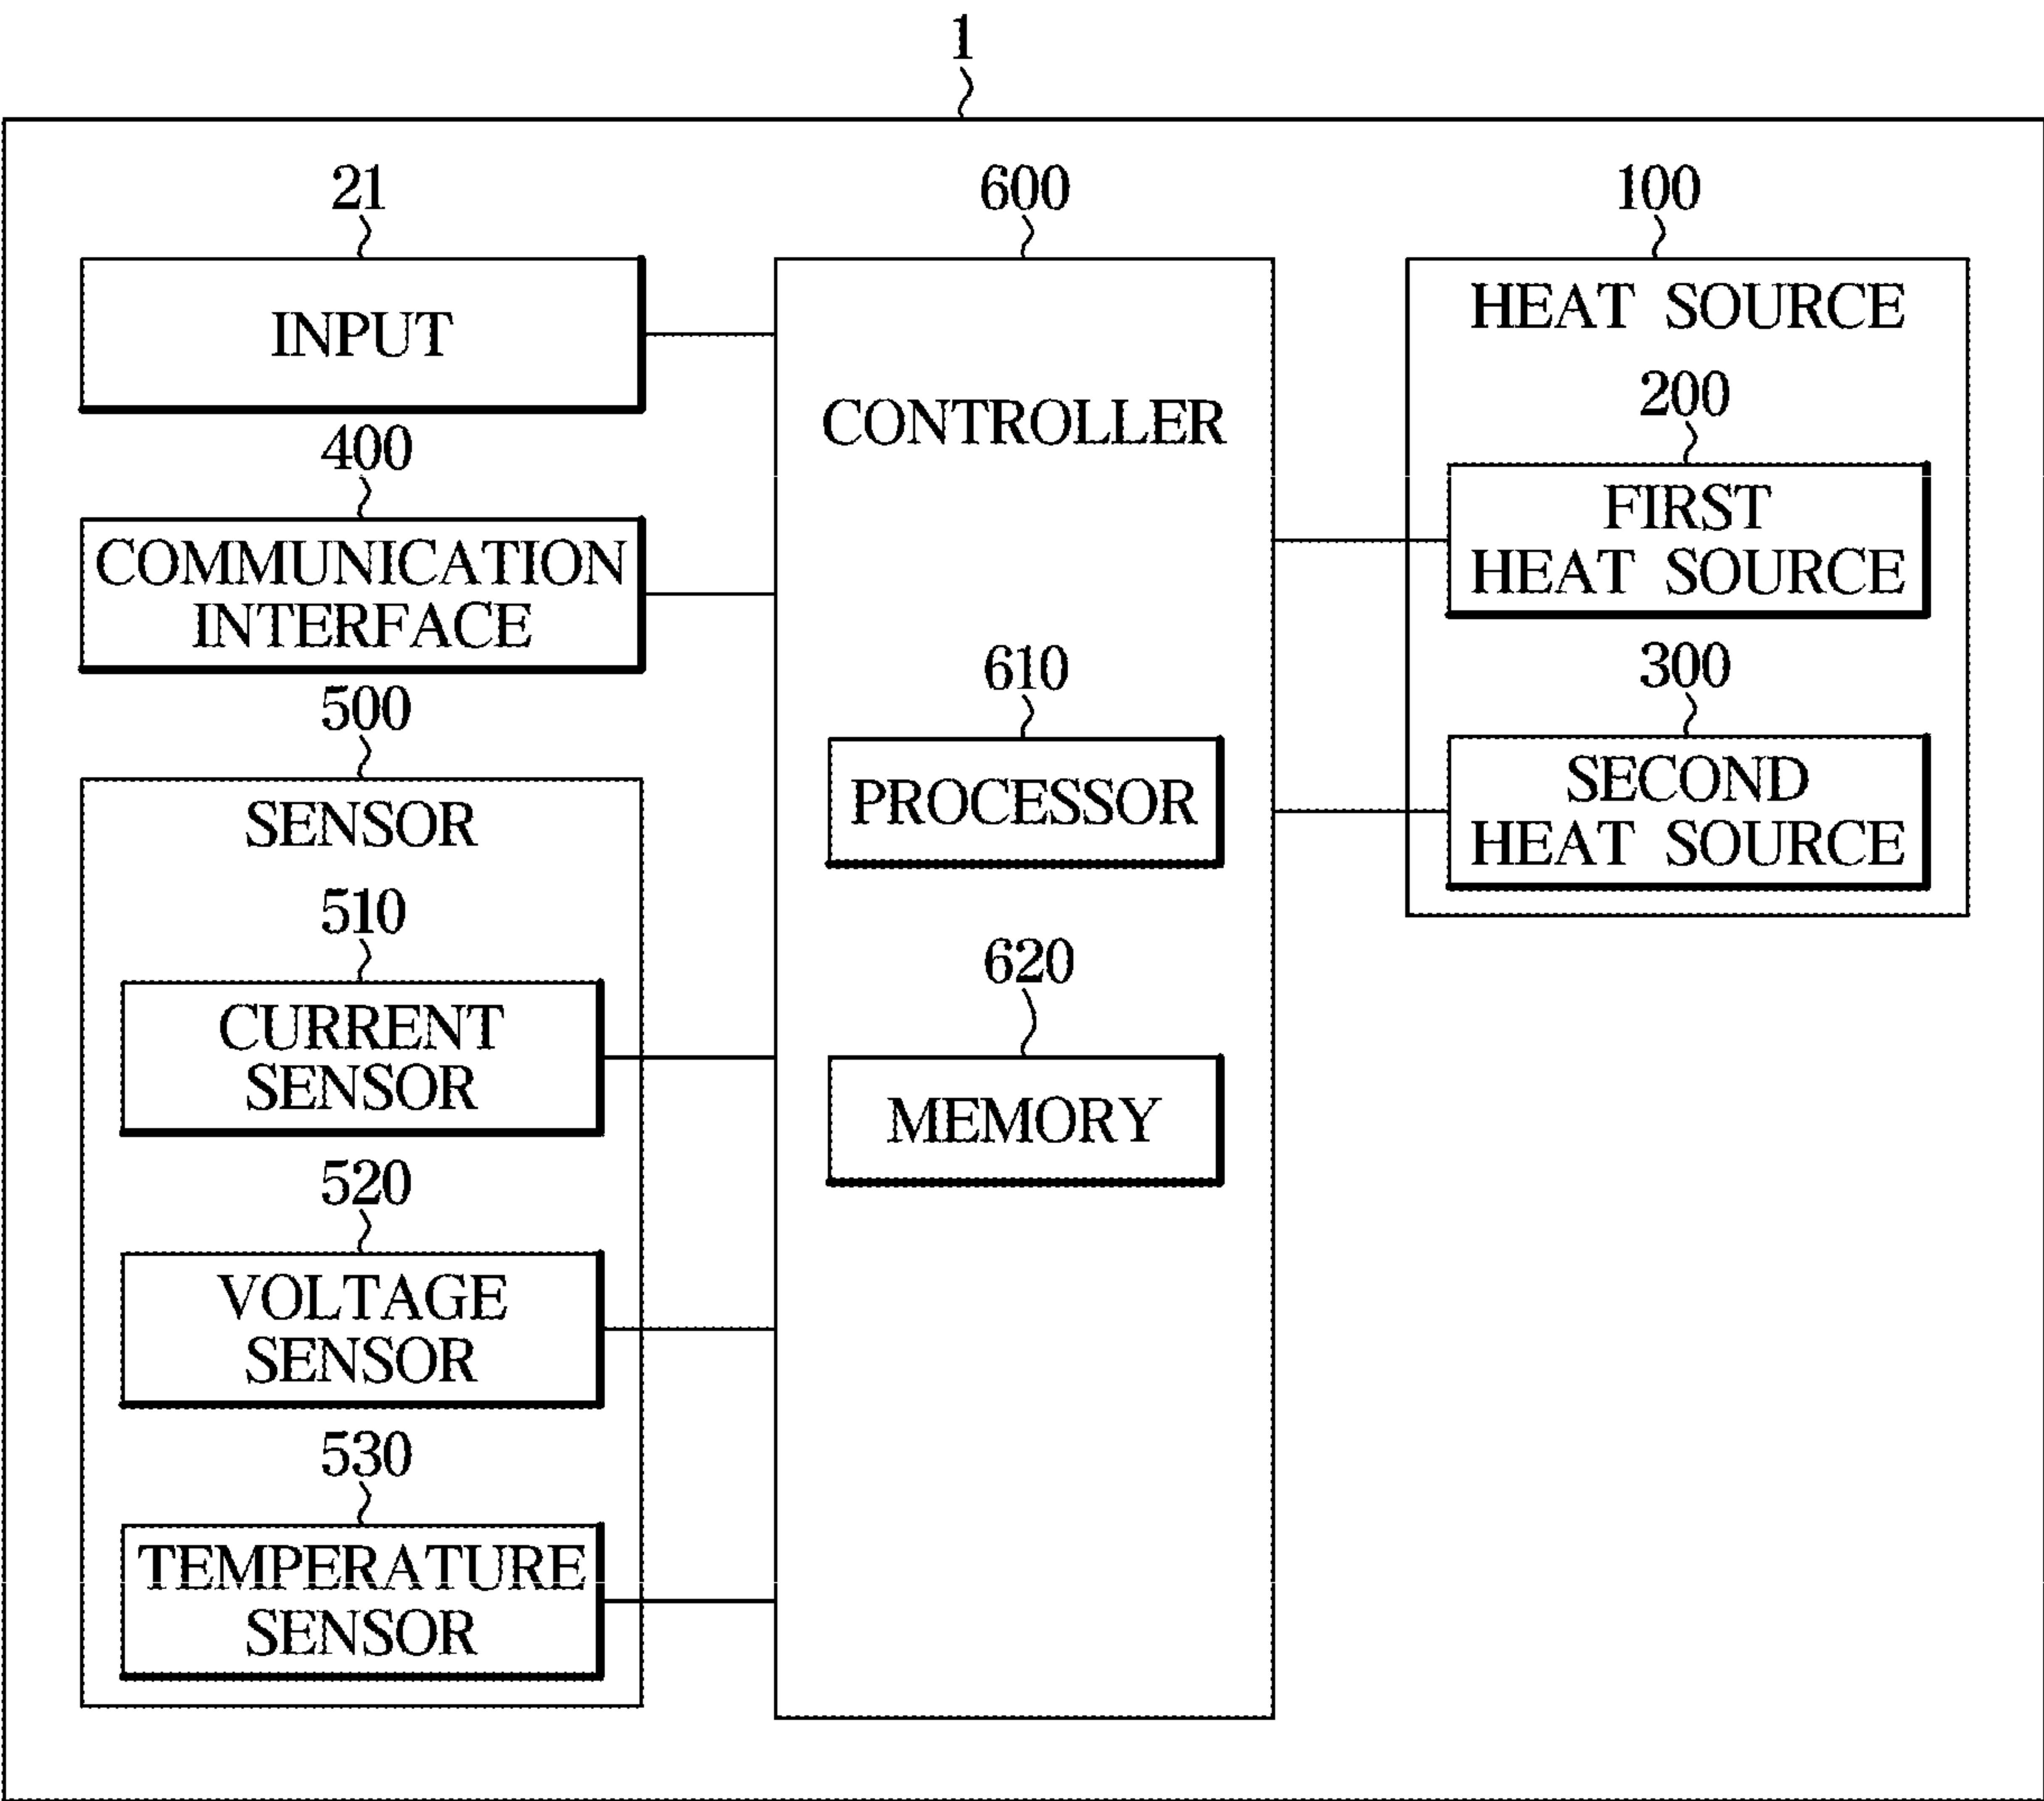 1
21
INPUT
400
COMMUNICATION
INTERFACE
500
SENSOR
510
CURRENT
SENSOR
520
VOLTAGE
SENSOR
530
TEMPERATURE
SENSOR
600
CONTROLLER
610
PROCESSOR
620
MEMORY
100
HEAT SOURCE
200
FIRST
HEAT SOURCE
300
SECOND
HEAT SOURCE